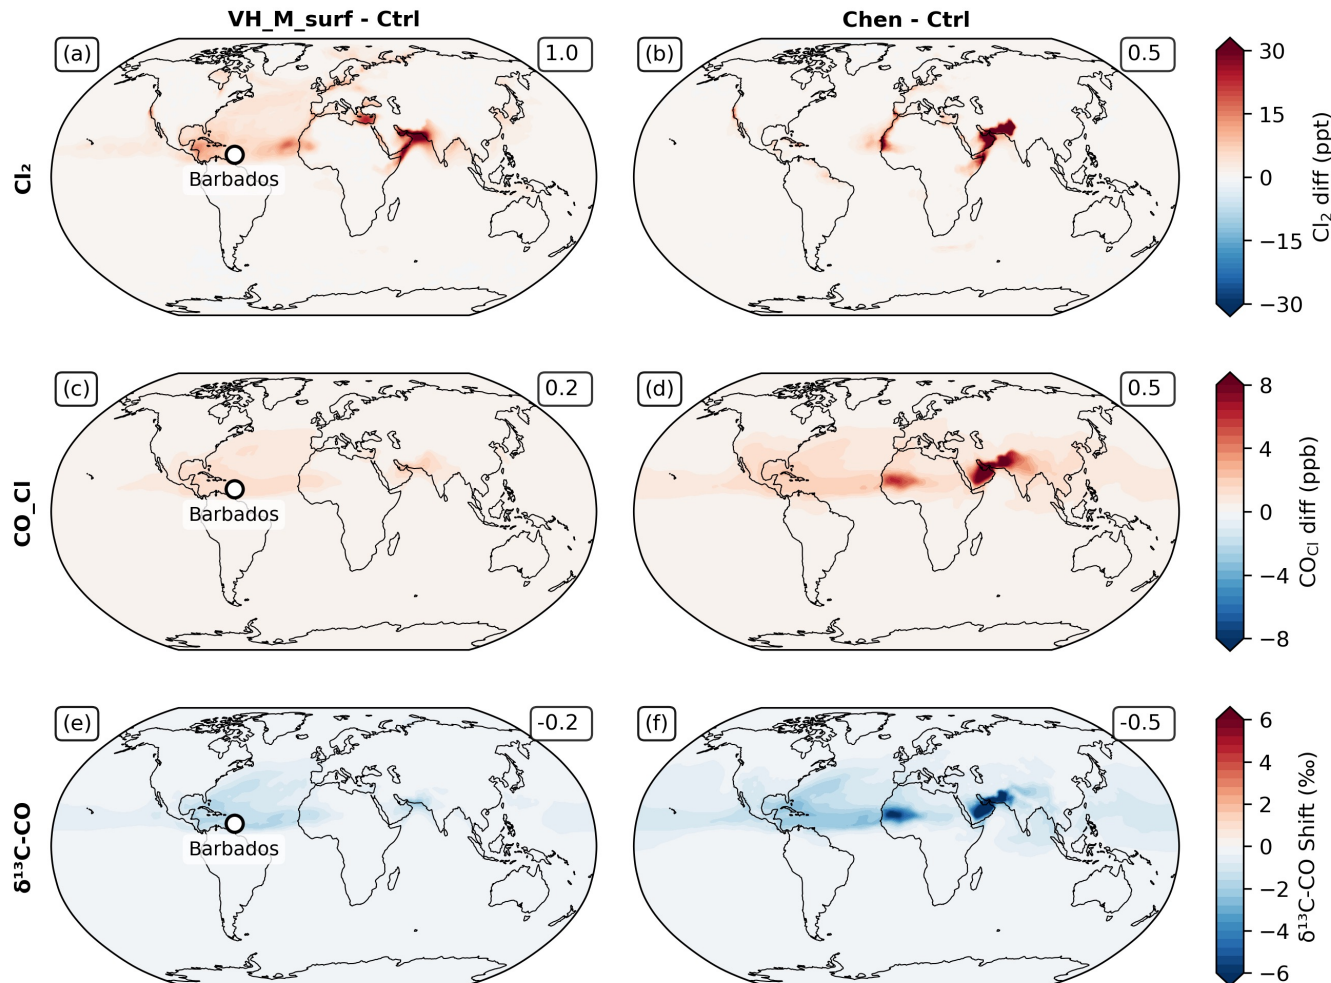 VH_M_surf - Ctrl
Chen - Ctrl
(a)
1.0
(b)
0.5
Cl₂
Barbados
30
15
0
−15
−30
Cl₂ diff (ppt)
(c)
0.2
(d)
0.5
CO_Cl
Barbados
8
4
0
−4
−8
CO_Cl diff (ppb)
(e)
-0.2
(f)
-0.5
δ¹³C-CO
Barbados
6
4
2
0
−2
−4
−6
δ¹³C-CO Shift (‰)